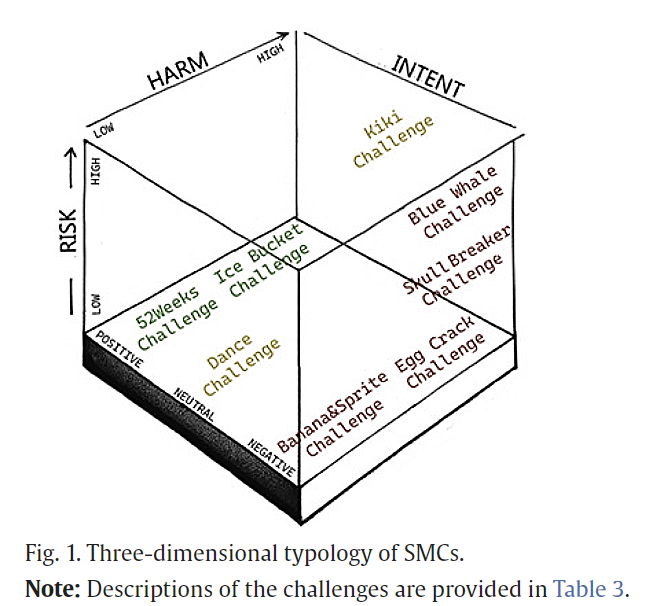 HARM
HIGH
LOW
INTENT
HIGH
RISK
LOW
Kiki
Challenge
Blue Whale
Challenge
SkullBreaker
Challenge
Ice Bucket
Challenge
52Weeks
Challenge
Dance
Challenge
Egg Crack
Challenge
Banana&Sprite
Challenge
POSITIVE
NEUTRAL
NEGATIVE
Fig. 1. Three-dimensional typology of SMCs.
Note: Descriptions of the challenges are provided in Table 3.